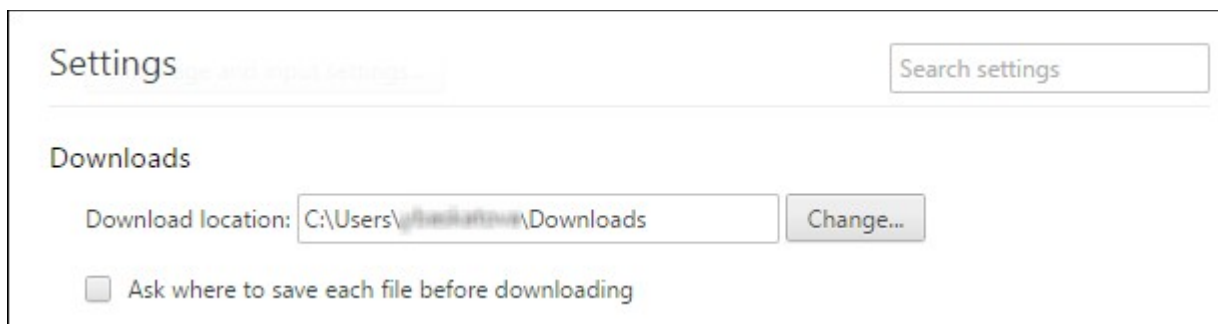 Settings
Search settings
Downloads
Download location: C:\Users\ \Downloads Change...
Ask where to save each file before downloading